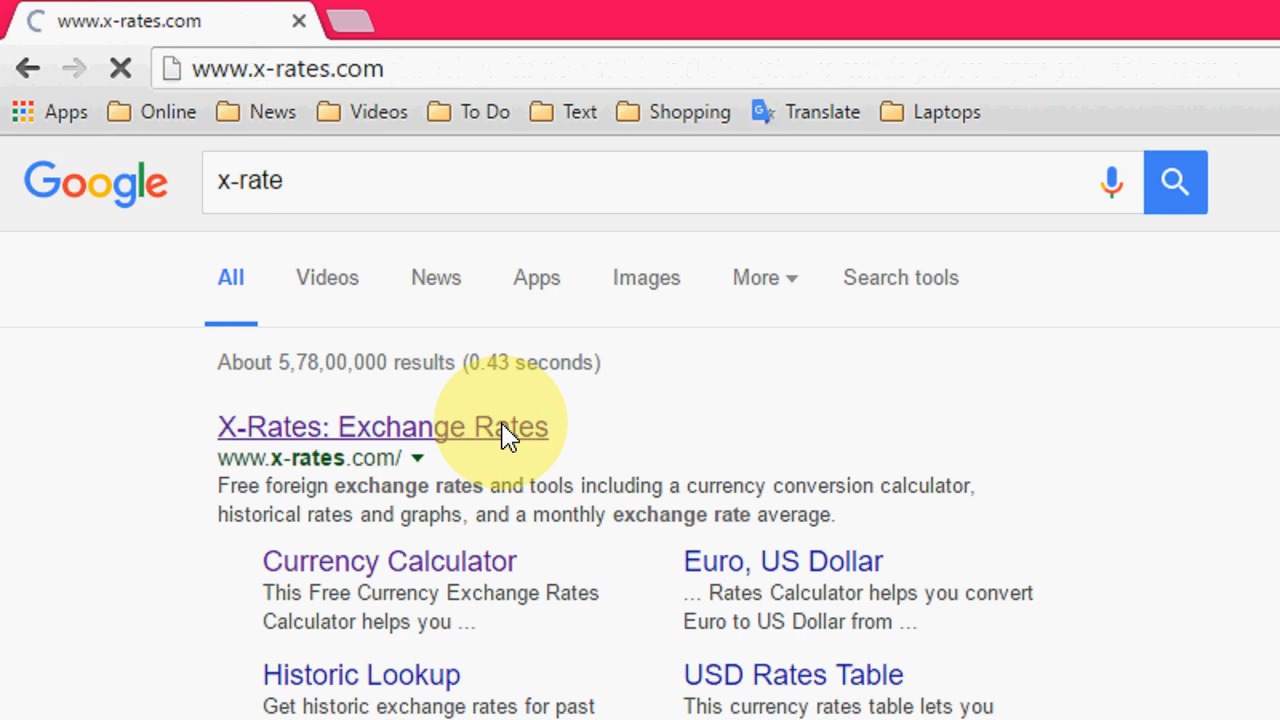 www.x-rates.com
www.x-rates.com
Apps Online News Videos To Do Text Shopping Translate Laptops
Google x-rate
All Videos News Apps Images More Search tools
About 5,78,00,000 results (0.43 seconds)
X-Rates: Exchange Rates
www.x-rates.com/
Free foreign exchange rates and tools including a currency conversion calculator,
historical rates and graphs, and a monthly exchange rate average.
Currency Calculator
This Free Currency Exchange Rates
Calculator helps you ...
Euro, US Dollar
... Rates Calculator helps you convert
Euro to US Dollar from ...
Historic Lookup
Get historic exchange rates for past
USD Rates Table
This currency rates table lets you